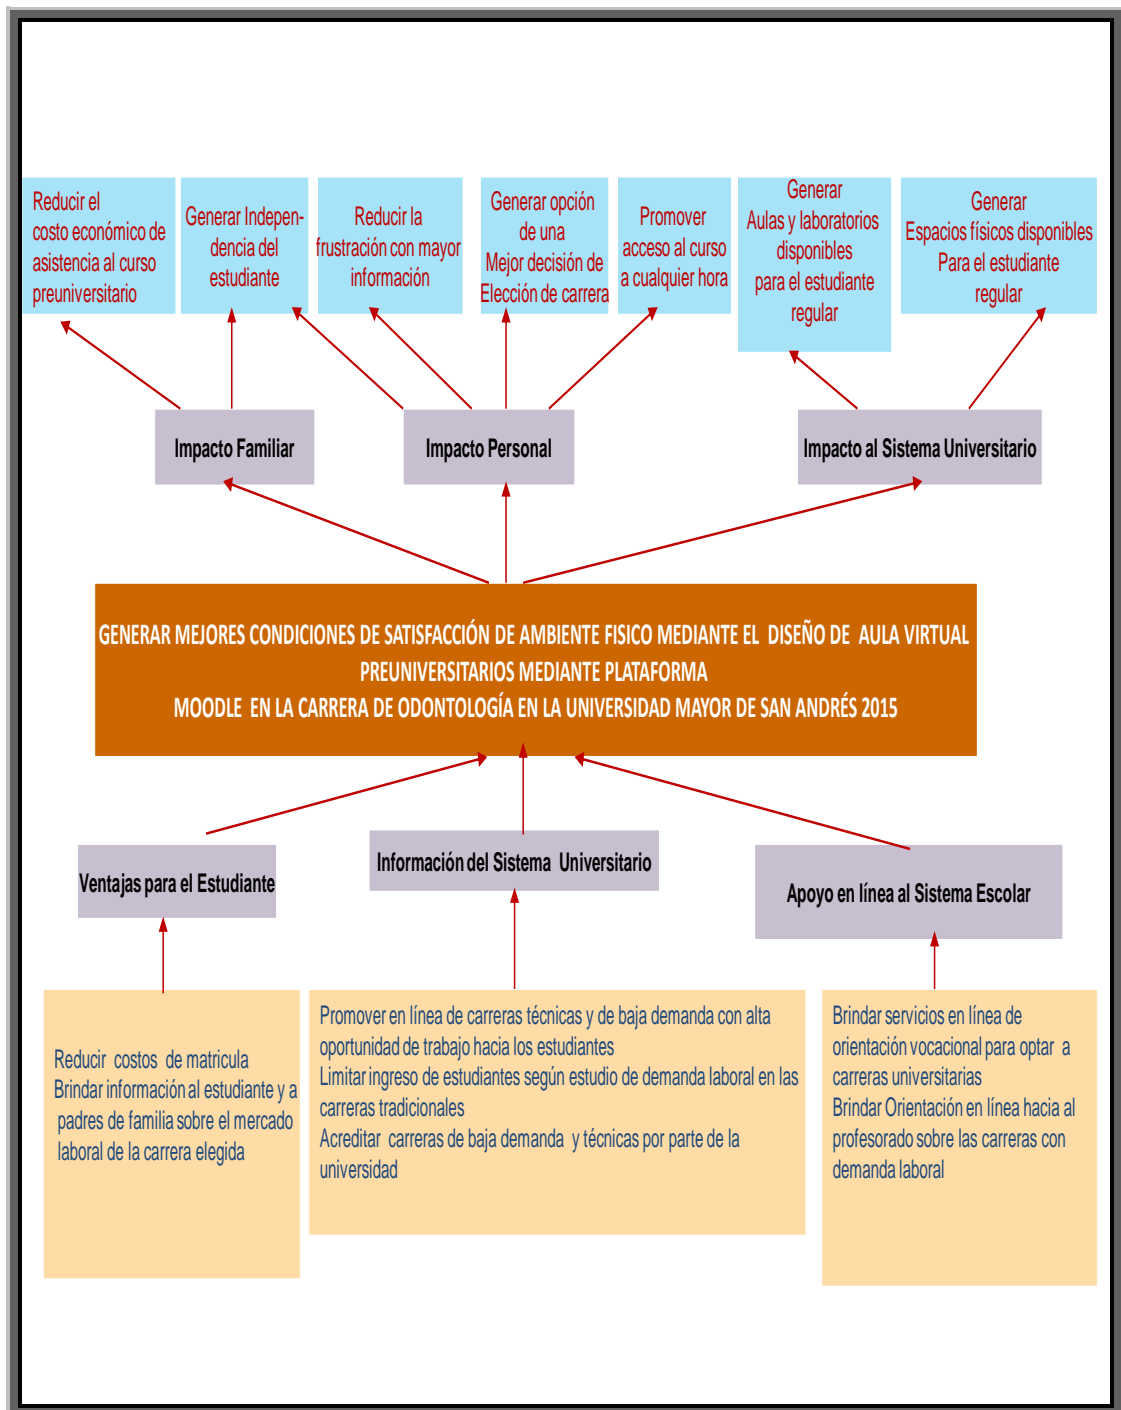 Reducir el
costo económico de
asistencia al curso
preuniversitario
Generar Indepen-
dencia del
estudiante
Reducir la
frustración con mayor
información
Generar opción
de una
Mejor decisión de
Elección de carrera
Promover
acceso al curso
a cualquier hora
Generar
Aulas y laboratorios
disponibles
para el estudiante
regular
Generar
Espacios físicos disponibles
Para el estudiante
regular
Impacto Familiar
Impacto Personal
Impacto al Sistema Universitario
GENERAR MEJORES CONDICIONES DE SATISFACCIÓN DE AMBIENTE FISICO MEDIANTE EL DISEÑO DE AULA VIRTUAL
PREUNIVERSITARIOS MEDIANTE PLATAFORMA
MOODLE EN LA CARRERA DE ODONTOLOGÍA EN LA UNIVERSIDAD MAYOR DE SAN ANDRÉS 2015
Ventajas para el Estudiante
Información del Sistema Universitario
Apoyo en línea al Sistema Escolar
Reducir costos de matricula
Brindar información al estudiante y a
padres de familia sobre el mercado
laboral de la carrera elegida
Promover en línea de carreras técnicas y de baja demanda con alta
oportunidad de trabajo hacia los estudiantes
Limitar ingreso de estudiantes según estudio de demanda laboral en las
carreras tradicionales
Acreditar carreras de baja demanda y técnicas por parte de la
universidad
Brindar servicios en línea de
orientación vocacional para optar a
carreras universitarias
Brindar Orientación en línea hacia al
profesorado sobre las carreras con
demanda laboral